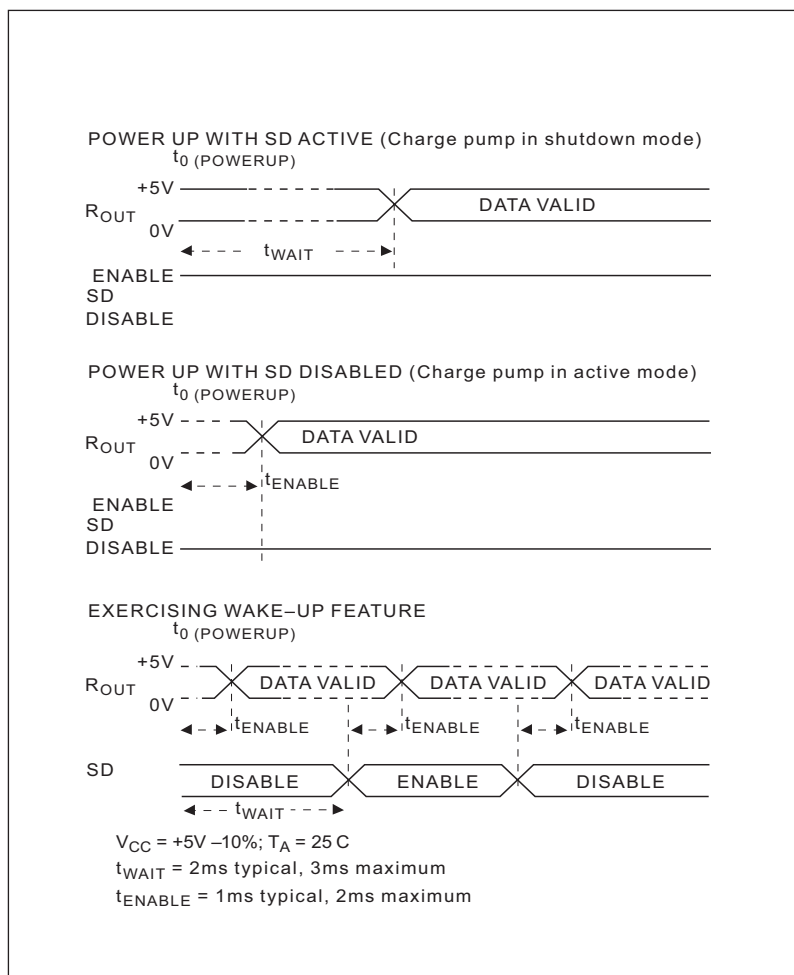 POWER UP WITH SD ACTIVE (Charge pump in shutdown mode)
t0 (POWERUP)
+5V
ROUT
DATA VALID
0V
tWAIT
ENABLE
SD
DISABLE
POWER UP WITH SD DISABLED (Charge pump in active mode)
t0 (POWERUP)
+5V
ROUT
DATA VALID
0V
tENABLE
ENABLE
SD
DISABLE
EXERCISING WAKE–UP FEATURE
t0 (POWERUP)
+5V
ROUT
DATA VALID DATA VALID DATA VALID
0V
tENABLE tENABLE tENABLE
SD
DISABLE ENABLE DISABLE
tWAIT
VCC = +5V –10%; TA = 25 C
tWAIT = 2ms typical, 3ms maximum
tENABLE = 1ms typical, 2ms maximum